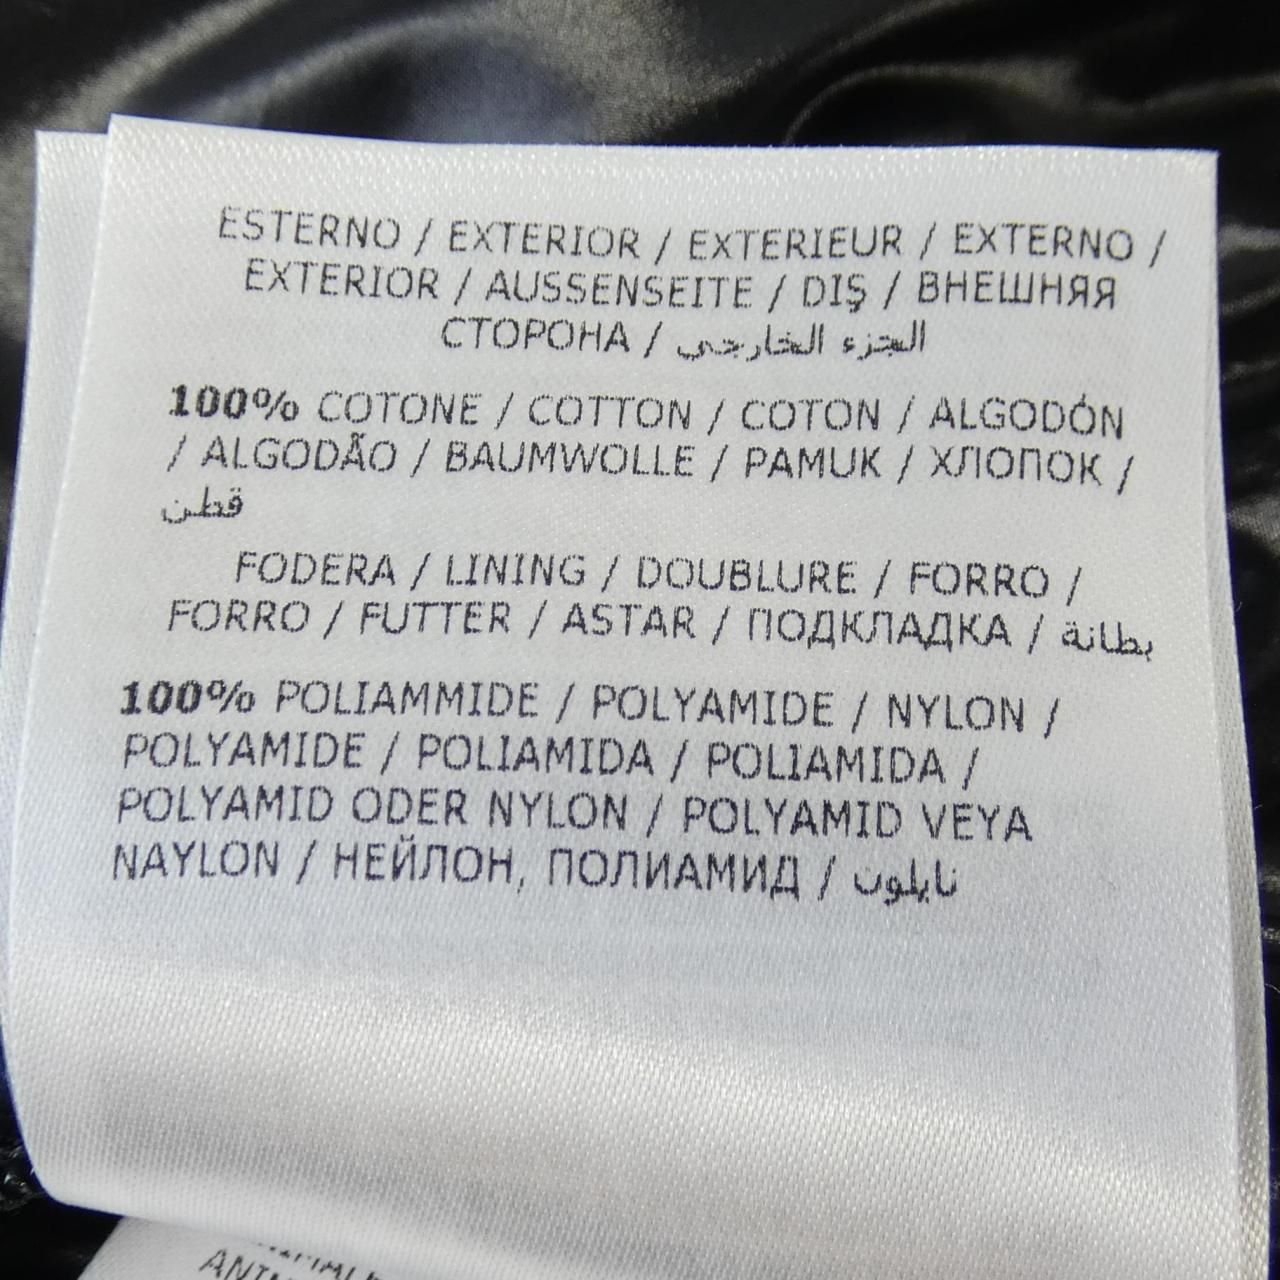 ESTERNO / EXTERIOR / EXTERIEUR / EXTERNO /
EXTERIOR / AUSSENSEITE / DIŞ / ВНЕШНЯЯ
СТОРОНА / الجزء الخارجي
100% COTONE / COTTON / COTON / ALGODÓN
/ ALGODÃO / BAUMWOLLE / PAMUK / ХЛОПОК /
قطن
FODERA / LINING / DOUBLURE / FORRO /
FORRO / FUTTER / ASTAR / ПОДКЛАДКА / بطانة
100% POLIAMMIDE / POLYAMIDE / NYLON /
POLYAMIDE / POLIAMIDA / POLIAMIDA /
POLYAMID ODER NYLON / POLYAMID VEYA
NAYLON / НЕЙЛОН, ПОЛИАМИД / نايلون